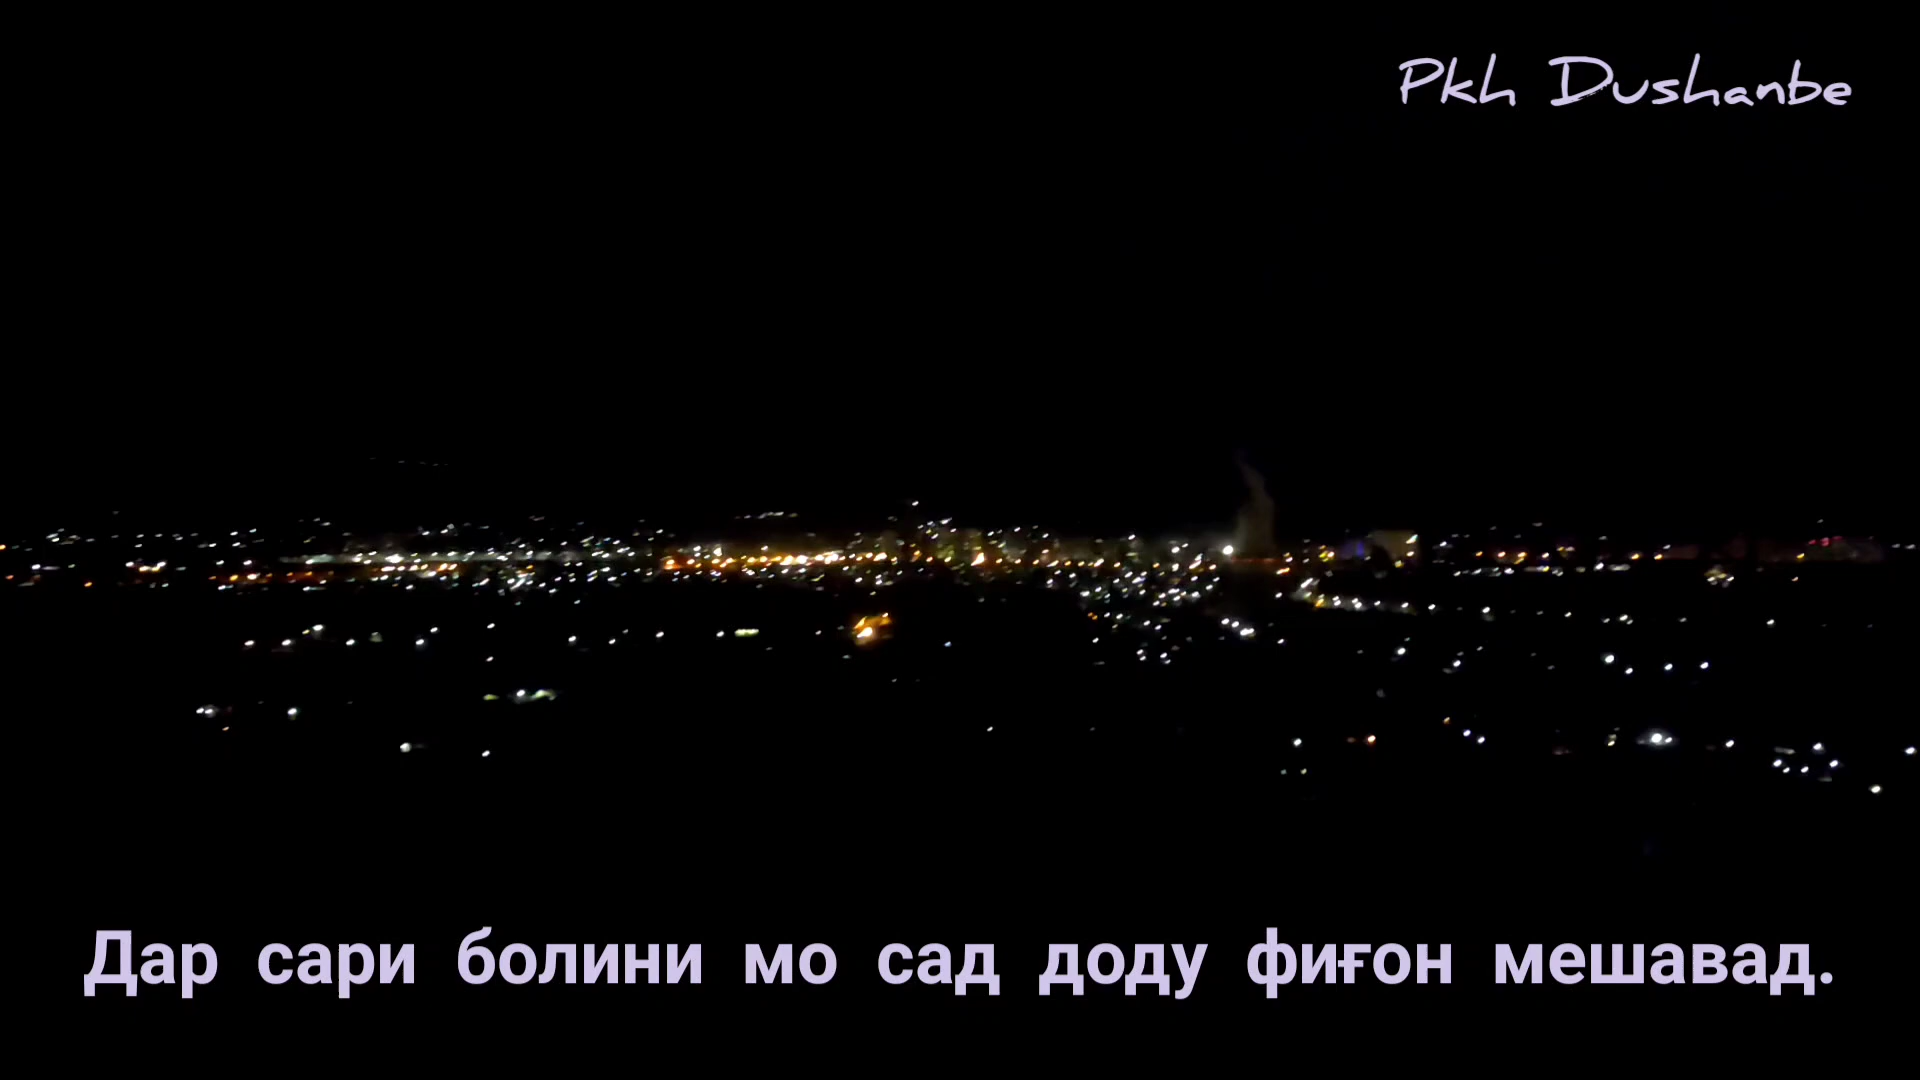 Pkh Dushanbe
Дар сари болини мо сад доду фиғон мешавад.